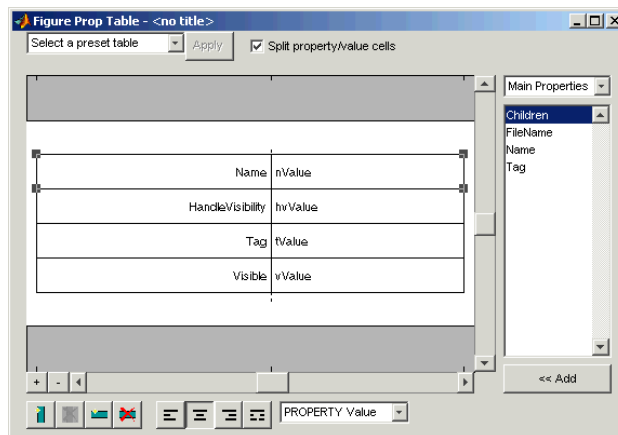 Figure Prop Table - <no title>
Select a preset table
Apply
Split property/value cells
Main Properties
Children
FileName
Name
Tag
Name nValue
HandleVisibility hvValue
Tag tValue
Visible vValue
+ -
<< Add
PROPERTY Value